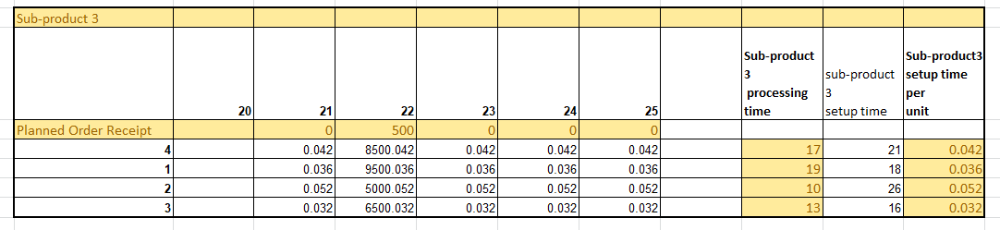 Sub-product 3
20 21 22 23 24 25 Sub-product 3 processing time sub-product 3 setup time Sub-product3 setup time per unit
Planned Order Receipt 0 500 0 0 0
4 0.042 8500.042 0.042 0.042 0.042 17 21 0.042
1 0.036 9500.036 0.036 0.036 0.036 19 18 0.036
2 0.052 5000.052 0.052 0.052 0.052 10 26 0.052
3 0.032 6500.032 0.032 0.032 0.032 13 16 0.032